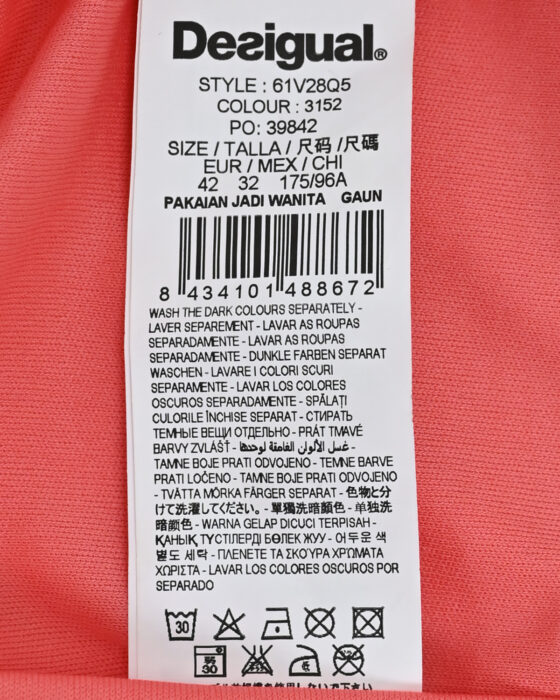 Desigual®
STYLE : 61V28Q5
COLOUR : 3152
PO: 39842
SIZE / TALLA / 尺码 / 尺碼
EUR / MEX / CHI
42 32 175/96A
PAKAIAN JADI WANITA GAUN
8 434101 488672
WASH THE DARK COLOURS SEPARATELY -
LAVER SEPAREMENT - LAVAR AS ROUPAS
SEPARADAMENTE - LAVAR AS ROUPAS
SEPARADAMENTE - DUNKLE FARBEN SEPARAT
WASCHEN - LAVARE I COLORI SCURI
SEPARAMENTE - LAVAR LOS COLORES
OSCUROS SEPARADAMENTE - SPĂLAȚI
CULORILE ÎNCHISE SEPARAT - СТИРАТЬ
ТЕМНЫЕ ВЕЩИ ОТДЕЛЬНО - PRÁT TMAVÉ
BARVY ZVLÁŠŤ - غسل الألوان الغامقة لوحدها -
TAMNE BOJE PRATI ODVOJENO - TEMNE BARVE
PRATI LOČENO - TAMNE BOJE PRATI ODVOJENO
- TVÄTTA MÖRKA FÄRGER SEPARAT - 色物と分
けて洗濯してください。- 單獨洗暗顏色 - 单独洗
暗颜色 - WARNA GELAP DICUCI TERPISAH -
ҚАНЫҚ ТҮСТІЛЕРДІ БӨЛЕК ЖУУ - 어두운 색
별도 세탁 - ΠΛΕΝΕΤΕ ΤΑ ΣΚΟΥΡΑ ΧΡΩΜΑΤΑ
ΧΩΡΙΣΤΑ - LAVAR LOS COLORES OSCUROS POR
SEPARADO
30
弱
30